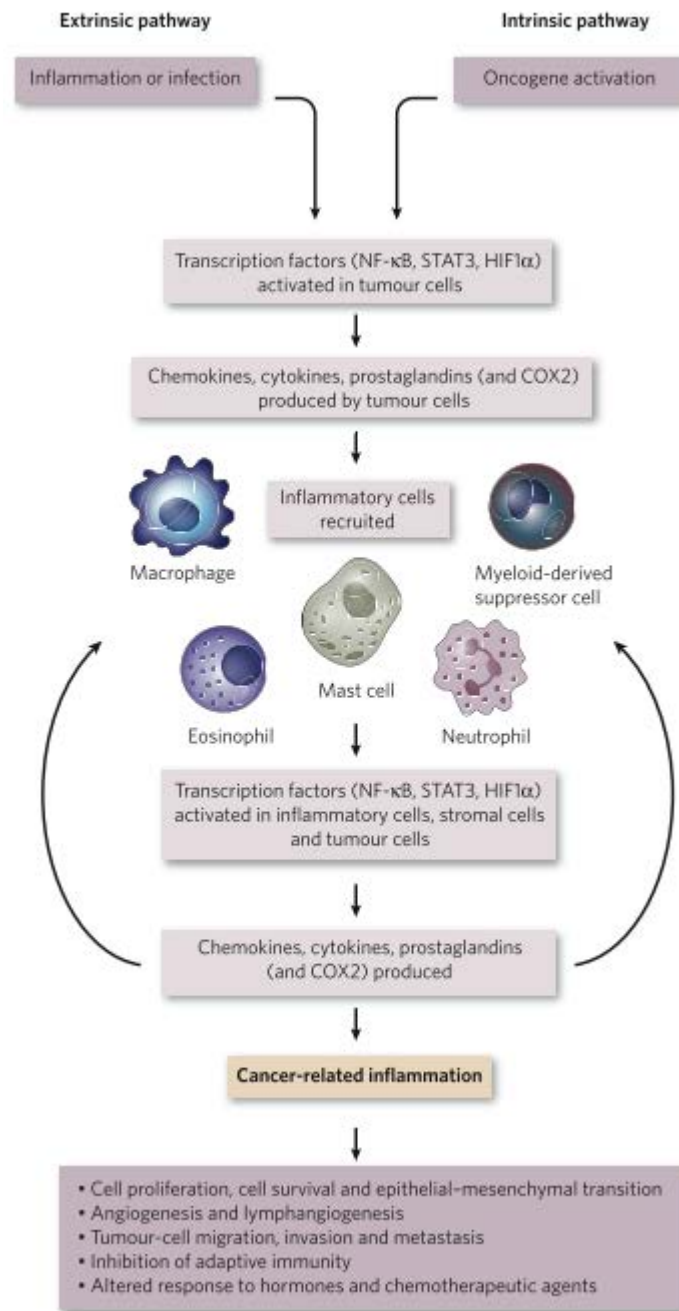 Extrinsic pathway
Intrinsic pathway
Inflammation or infection
Oncogene activation
Transcription factors (NF-κB, STAT3, HIF1α)
activated in tumour cells
Chemokines, cytokines, prostaglandins (and COX2)
produced by tumour cells
Inflammatory cells
recruited
Macrophage
Myeloid-derived
suppressor cell
Mast cell
Eosinophil
Neutrophil
Transcription factors (NF-κB, STAT3, HIF1α)
activated in inflammatory cells, stromal cells
and tumour cells
Chemokines, cytokines, prostaglandins
(and COX2) produced
Cancer-related inflammation
• Cell proliferation, cell survival and epithelial–mesenchymal transition
• Angiogenesis and lymphangiogenesis
• Tumour-cell migration, invasion and metastasis
• Inhibition of adaptive immunity
• Altered response to hormones and chemotherapeutic agents